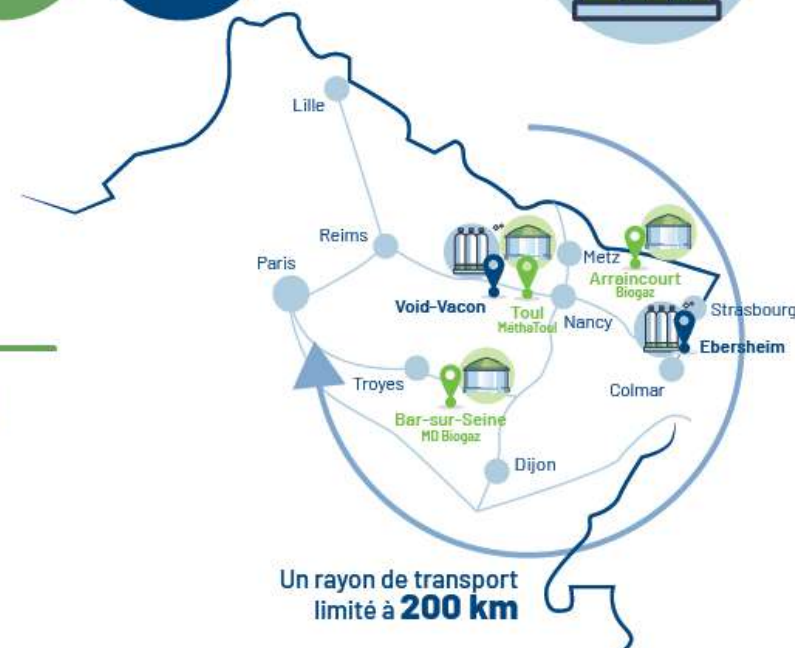 Lille
Reims
Paris
Metz
Arraincourt
Biogaz
Void-Vacon
Toul
MéthaToul
Nancy
Strasbourg
Ebersheim
Troyes
Colmar
Bar-sur-Seine
MD Biogaz
Dijon
Un rayon de transport
limité à 200 km